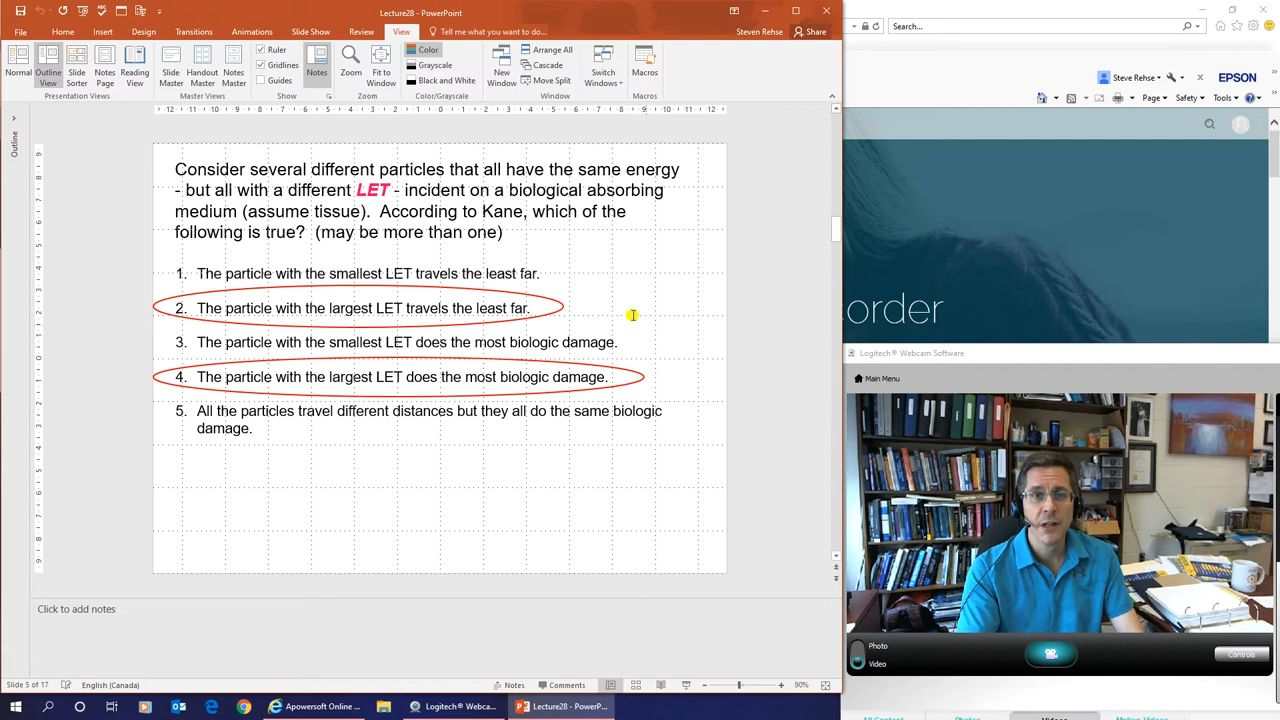 Lecture28 - PowerPoint
File
Home
Insert
Design
Transitions
Animations
Slide Show
Review
View
Tell me what you want to do...
Steven Rehse
Share
Normal
Outline View
Slide Sorter
Notes Page
Reading View
Presentation Views
Slide Master
Handout Master
Notes Master
Master Views
Ruler
Gridlines
Guides
Show
Notes
Zoom
Fit to Window
Zoom
Color
Grayscale
Black and White
Color/Grayscale
New Window
Arrange All
Cascade
Move Split
Switch Windows
Window
Macros
Macros
Outline
Consider several different particles that all have the same energy
- but all with a different LET - incident on a biological absorbing
medium (assume tissue). According to Kane, which of the
following is true? (may be more than one)
1. The particle with the smallest LET travels the least far.
2. The particle with the largest LET travels the least far.
3. The particle with the smallest LET does the most biologic damage.
4. The particle with the largest LET does the most biologic damage.
5. All the particles travel different distances but they all do the same biologic
damage.
Click to add notes
Slide 5 of 17
English (Canada)
Notes
Comments
90%
Apowersoft Online ...
Logitech® Webca...
Lecture28 - PowerP...
Search...
Steve Rehse
EPSON
Page
Safety
Tools
order
Logitech® Webcam Software
Main Menu
Photo
Video
Controls
All Content
Photos
Videos
Motion Videos